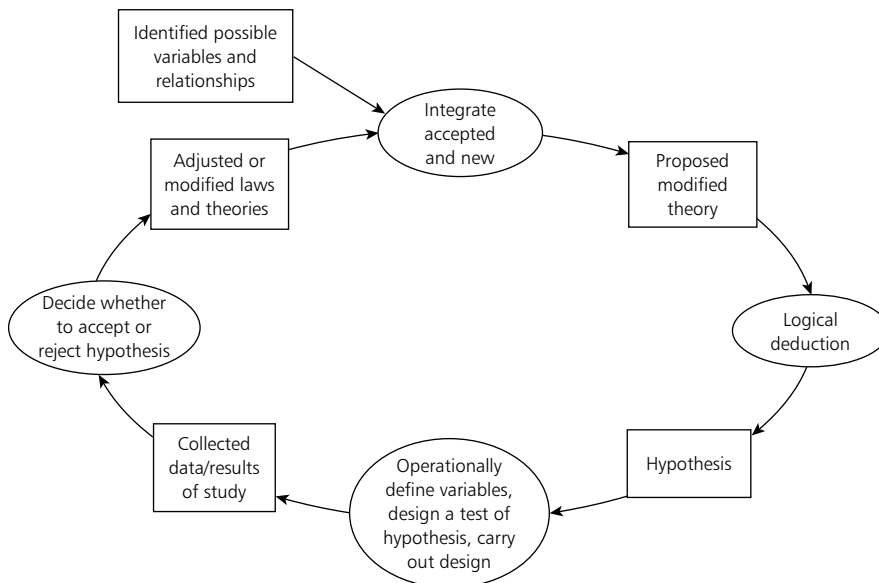 Identified possible
variables and
relationships
Integrate
accepted
and new
Adjusted or
modified laws
and theories
Proposed
modified
theory
Decide whether
to accept or
reject hypothesis
Logical
deduction
Collected
data/results
of study
Operationally
define variables,
design a test of
hypothesis, carry
out design
Hypothesis